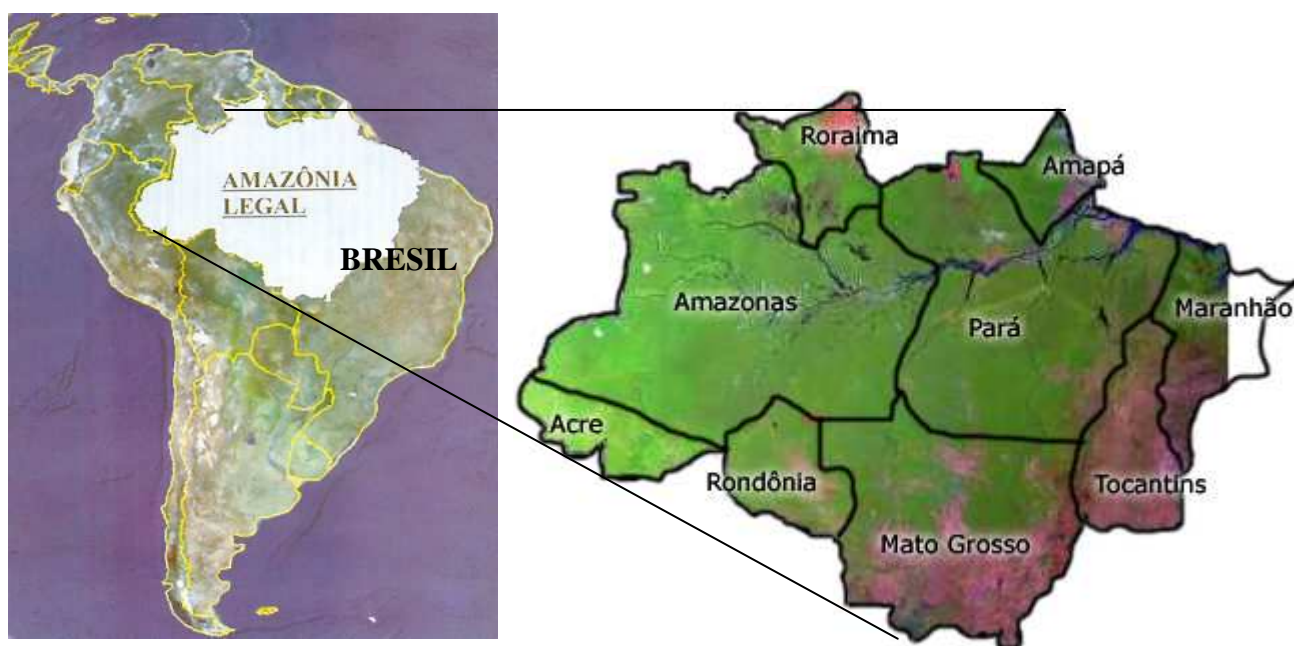 AMAZÔNIA
LEGAL
BRESIL
Roraima
Amapá
Amazonas
Pará
Maranhão
Acre
Rondônia
Tocantins
Mato Grosso